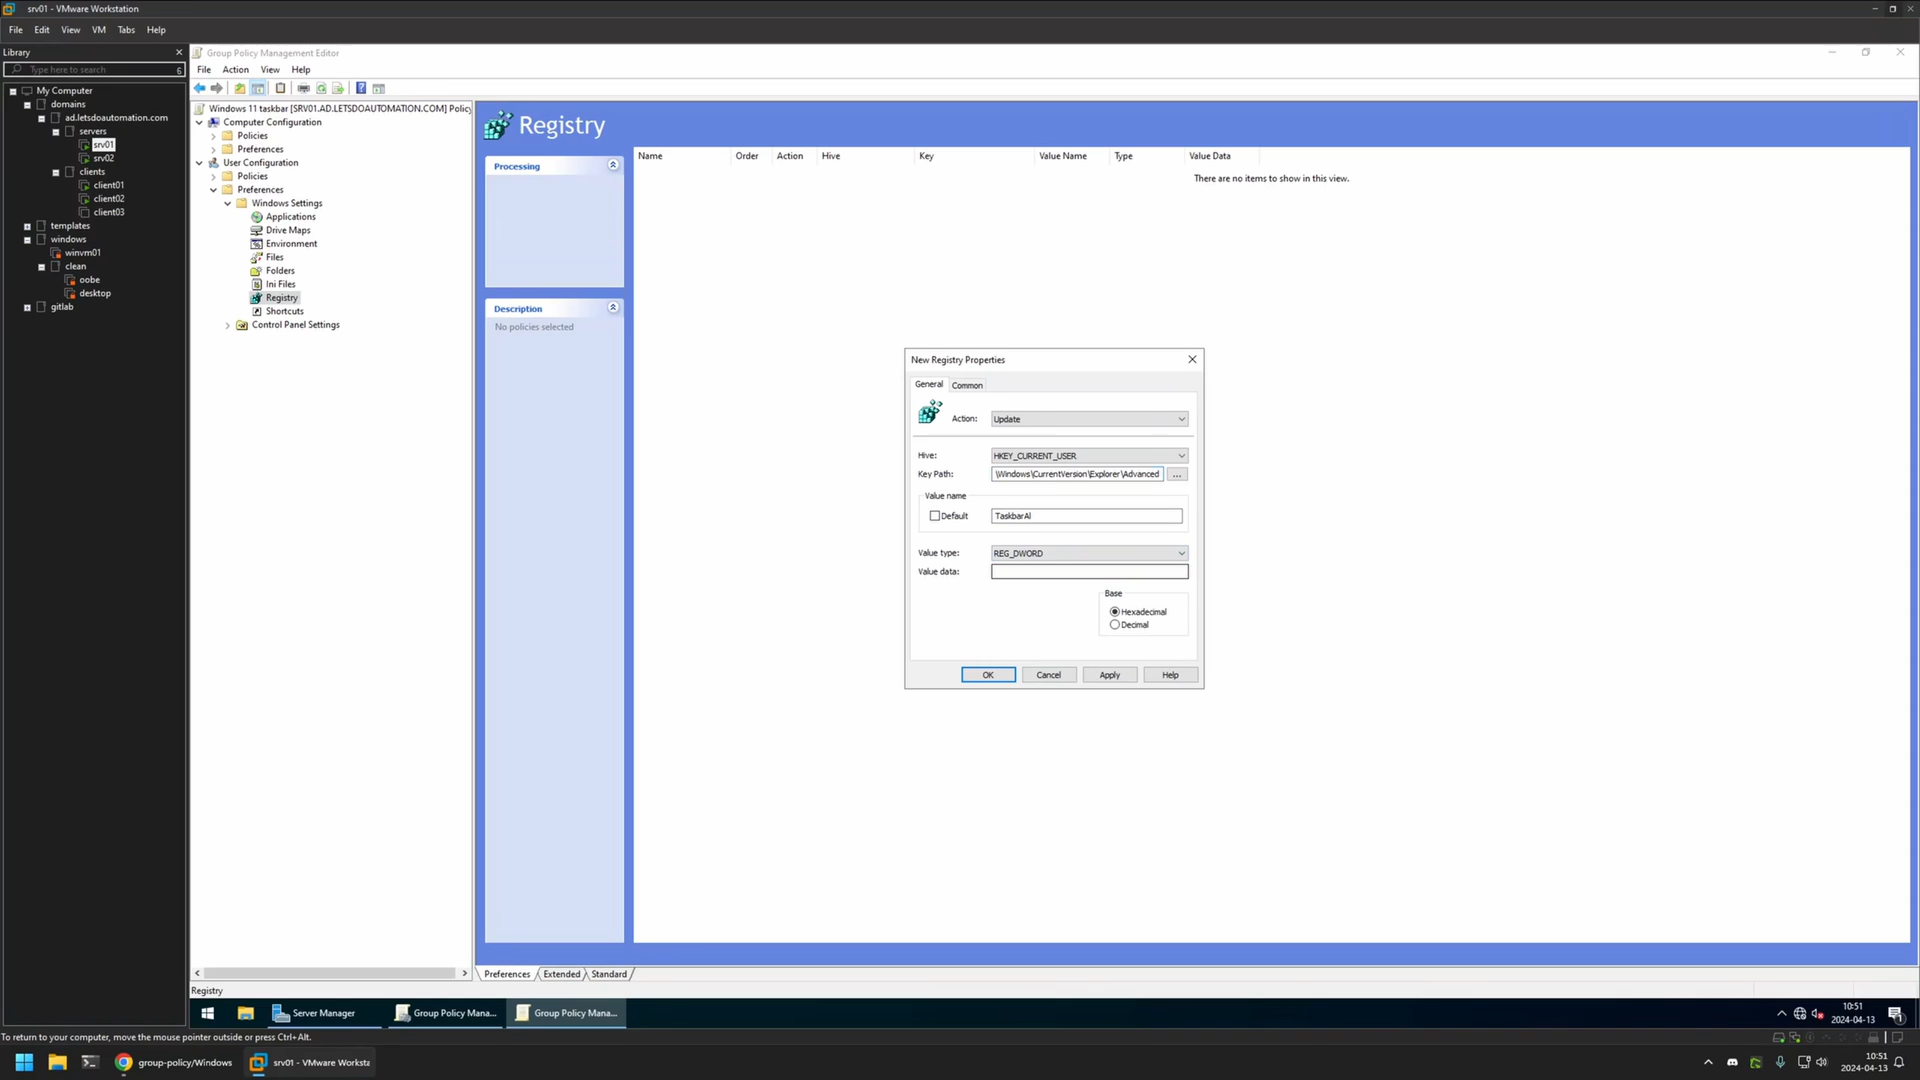 srv01 - VMware Workstation
File Edit View VM Tabs Help
Library
Type here to search
My Computer
domains
ad.letsdoautomation.com
servers
srv01
srv02
clients
client01
client02
client03
templates
windows
winvm01
clean
oobe
desktop
gitlab
Group Policy Management Editor
File Action View Help
Windows 11 taskbar [SRV01.AD.LETSDOAUTOMATION.COM] Policy
Computer Configuration
Policies
Preferences
User Configuration
Policies
Preferences
Windows Settings
Applications
Drive Maps
Environment
Files
Folders
Ini Files
Registry
Shortcuts
Control Panel Settings
Registry
Processing
Description
No policies selected
Name Order Action Hive Key Value Name Type Value Data
There are no items to show in this view.
New Registry Properties
General Common
Action: Update
Hive: HKEY_CURRENT_USER
Key Path: \Windows\CurrentVersion\Explorer\Advanced ...
Value name
Default TaskbarAl
Value type: REG_DWORD
Value data:
Base
Hexadecimal
Decimal
OK Cancel Apply Help
Preferences Extended Standard
Registry
Server Manager Group Policy Mana... Group Policy Mana...
10:51
2024-04-13
To return to your computer, move the mouse pointer outside or press Ctrl+Alt.
group-policy/Windows srv01 - VMware Worksta
10:51
2024-04-13